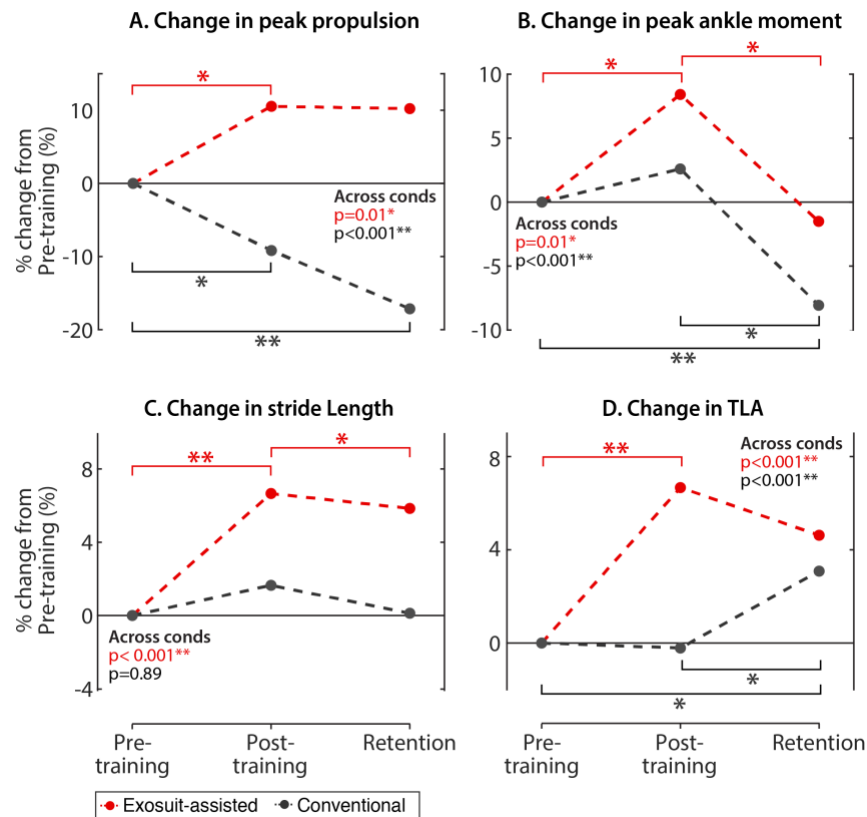 A. Change in peak propulsion
*
10
0
-10
-20
% change from
Pre-training (%)
Across conds
p=0.01*
p<0.001**
*
**
B. Change in peak ankle moment
*
*
10
5
0
-5
-10
Across conds
p=0.01*
p<0.001**
*
**
C. Change in stride Length
**
*
8
4
0
-4
% change from
Pre-training (%)
Across conds
p< 0.001**
p=0.89
D. Change in TLA
**
8
4
0
Across conds
p<0.001**
p<0.001**
*
*
Pre-
training
Post-
training
Retention
Pre-
training
Post-
training
Retention
Exosuit-assisted
Conventional